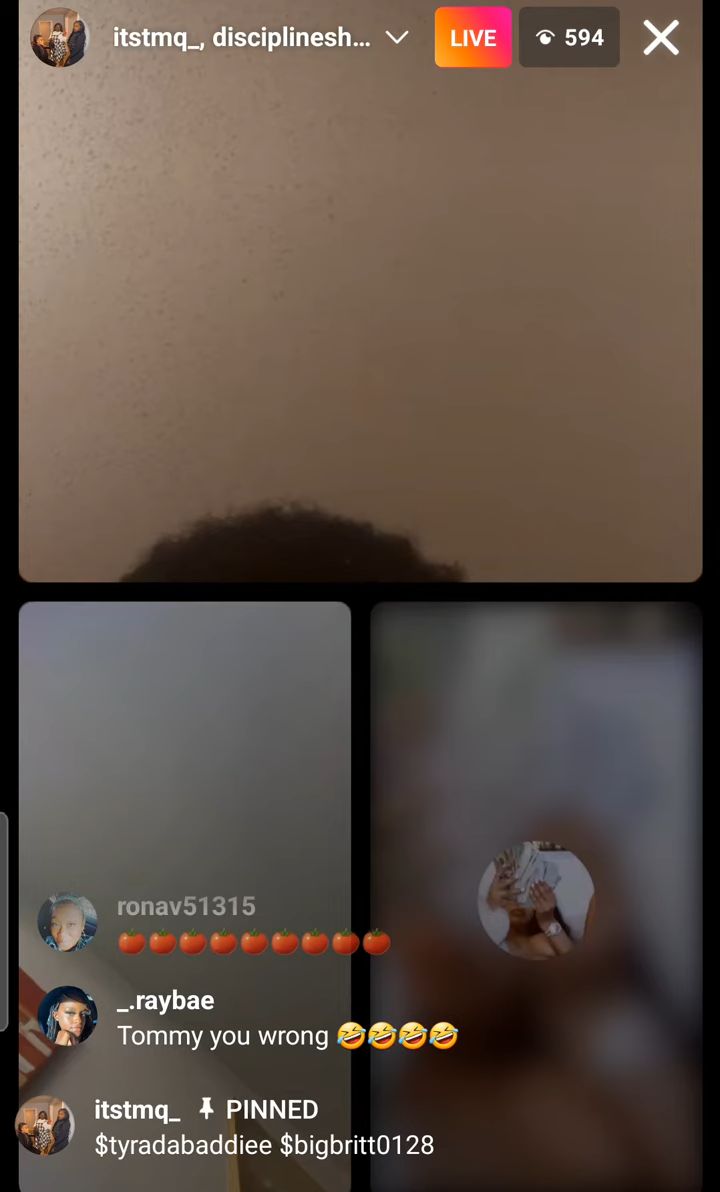 itstmq_, disciplinesh... LIVE 594
ronav51315
🍅🍅🍅🍅🍅🍅🍅🍅🍅
_.raybae
Tommy you wrong 🤣🤣🤣🤣
itstmq_ 📌 PINNED
$tyradabaddiee $bigbritt0128